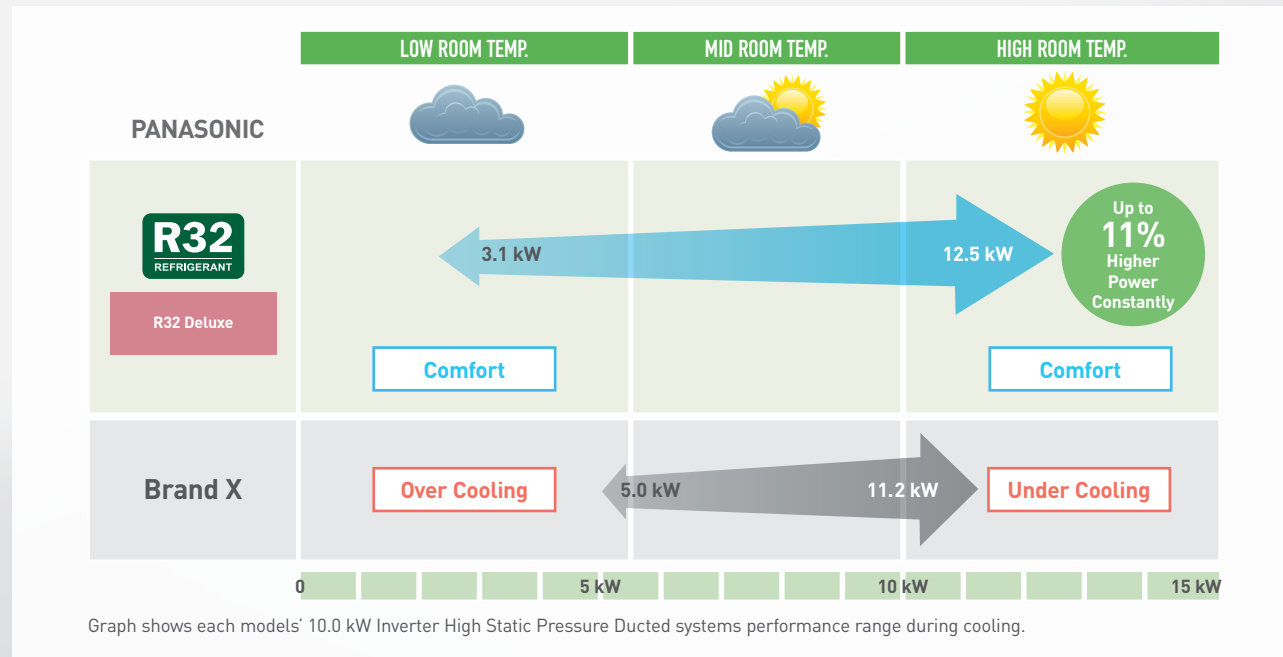 LOW ROOM TEMP.
MID ROOM TEMP.
HIGH ROOM TEMP.
PANASONIC
R32
REFRIGERANT
R32 Deluxe
3.1 kW
12.5 kW
Up to
11%
Higher
Power
Constantly
Comfort
Comfort
Brand X
Over Cooling
5.0 kW
11.2 kW
Under Cooling
0
5 kW
10 kW
15 kW
Graph shows each models’ 10.0 kW Inverter High Static Pressure Ducted systems performance range during cooling.